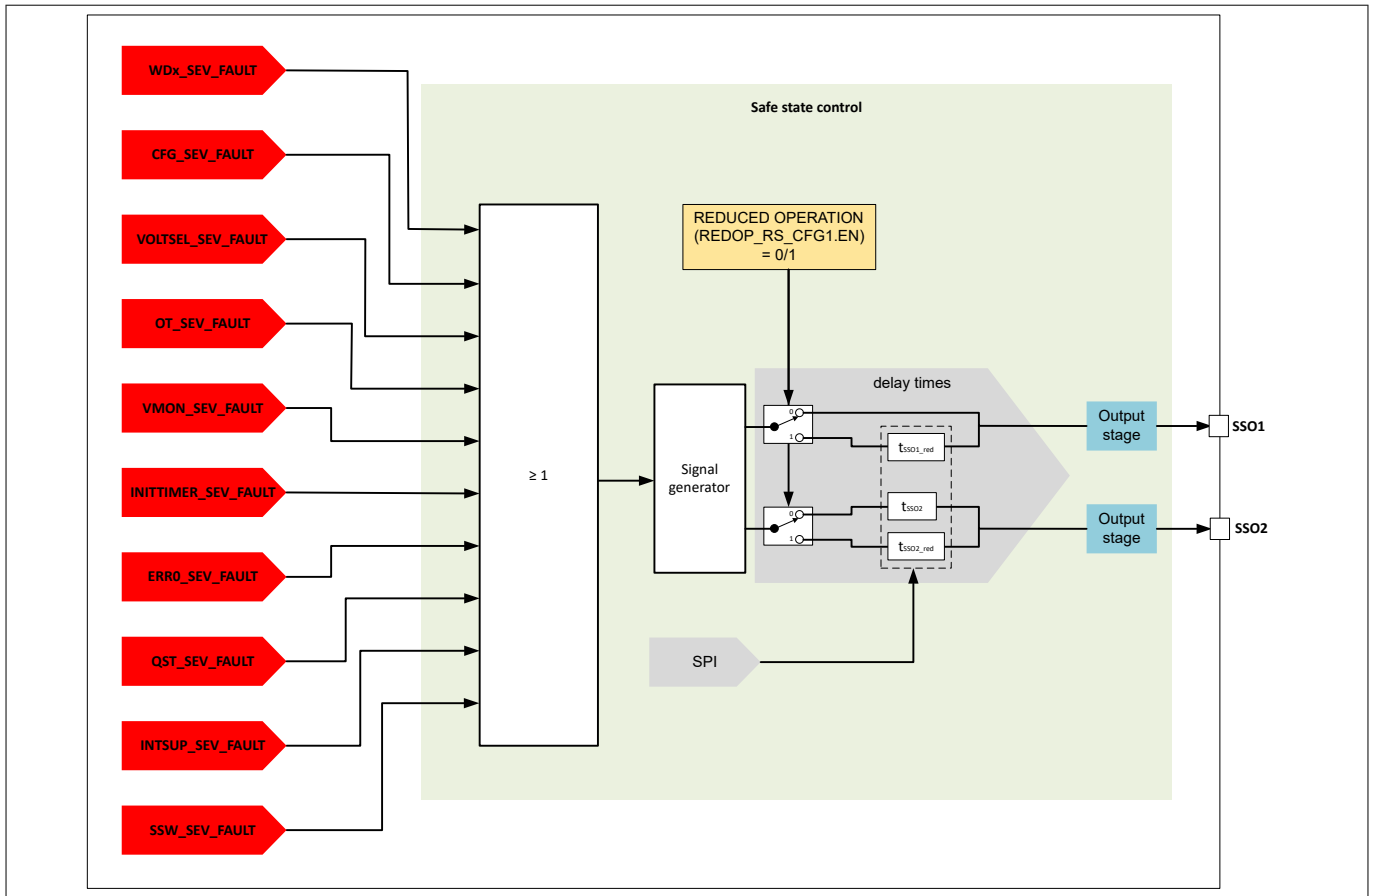 WDx_SEV_FAULT
CFG_SEV_FAULT
VOLTSEL_SEV_FAULT
OT_SEV_FAULT
VMON_SEV_FAULT
INITTIMER_SEV_FAULT
ERR0_SEV_FAULT
QST_SEV_FAULT
INTSUP_SEV_FAULT
SSW_SEV_FAULT
Safe state control
≥ 1
REDUCED OPERATION
(REDOP_RS_CFG1.EN)
= 0/1
Signal
generator
delay times
0
1
tSSO1_red
0
1
tSSO2
tSSO2_red
SPI
Output
stage
SSO1
Output
stage
SSO2